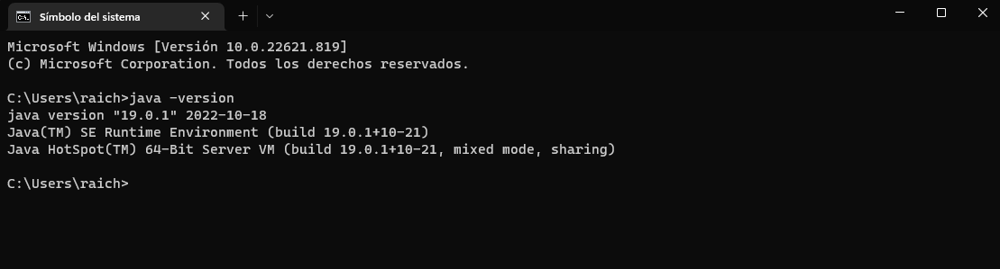 Símbolo del sistema
Microsoft Windows [Versión 10.0.22621.819]
(c) Microsoft Corporation. Todos los derechos reservados.
C:\Users\raich>java -version
java version "19.0.1" 2022-10-18
Java(TM) SE Runtime Environment (build 19.0.1+10-21)
Java HotSpot(TM) 64-Bit Server VM (build 19.0.1+10-21, mixed mode, sharing)
C:\Users\raich>